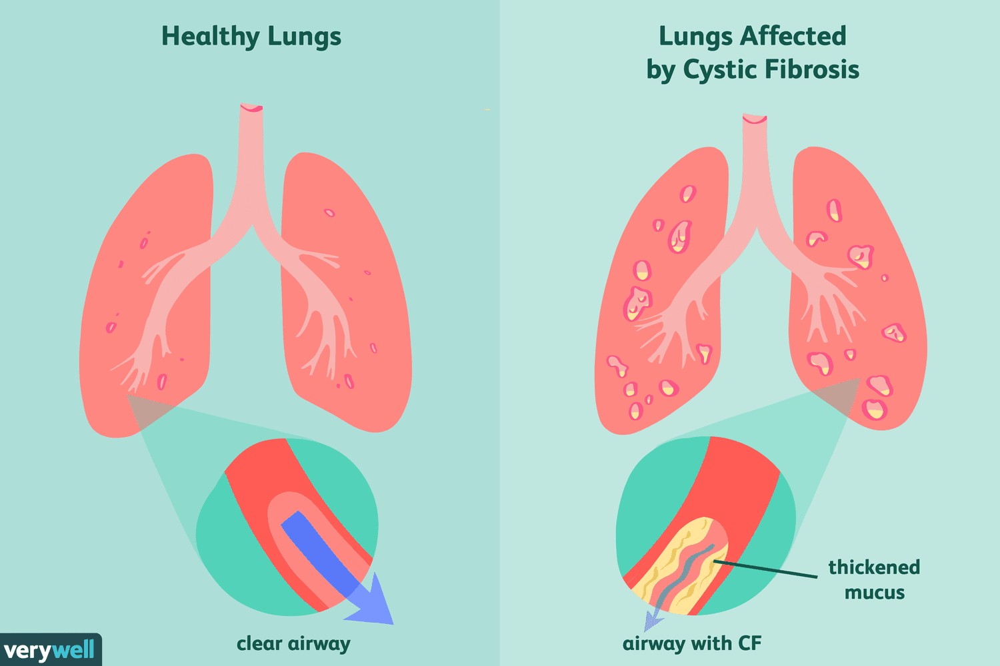 Healthy Lungs
Lungs Affected
by Cystic Fibrosis
thickened
mucus
clear airway
airway with CF
verywell